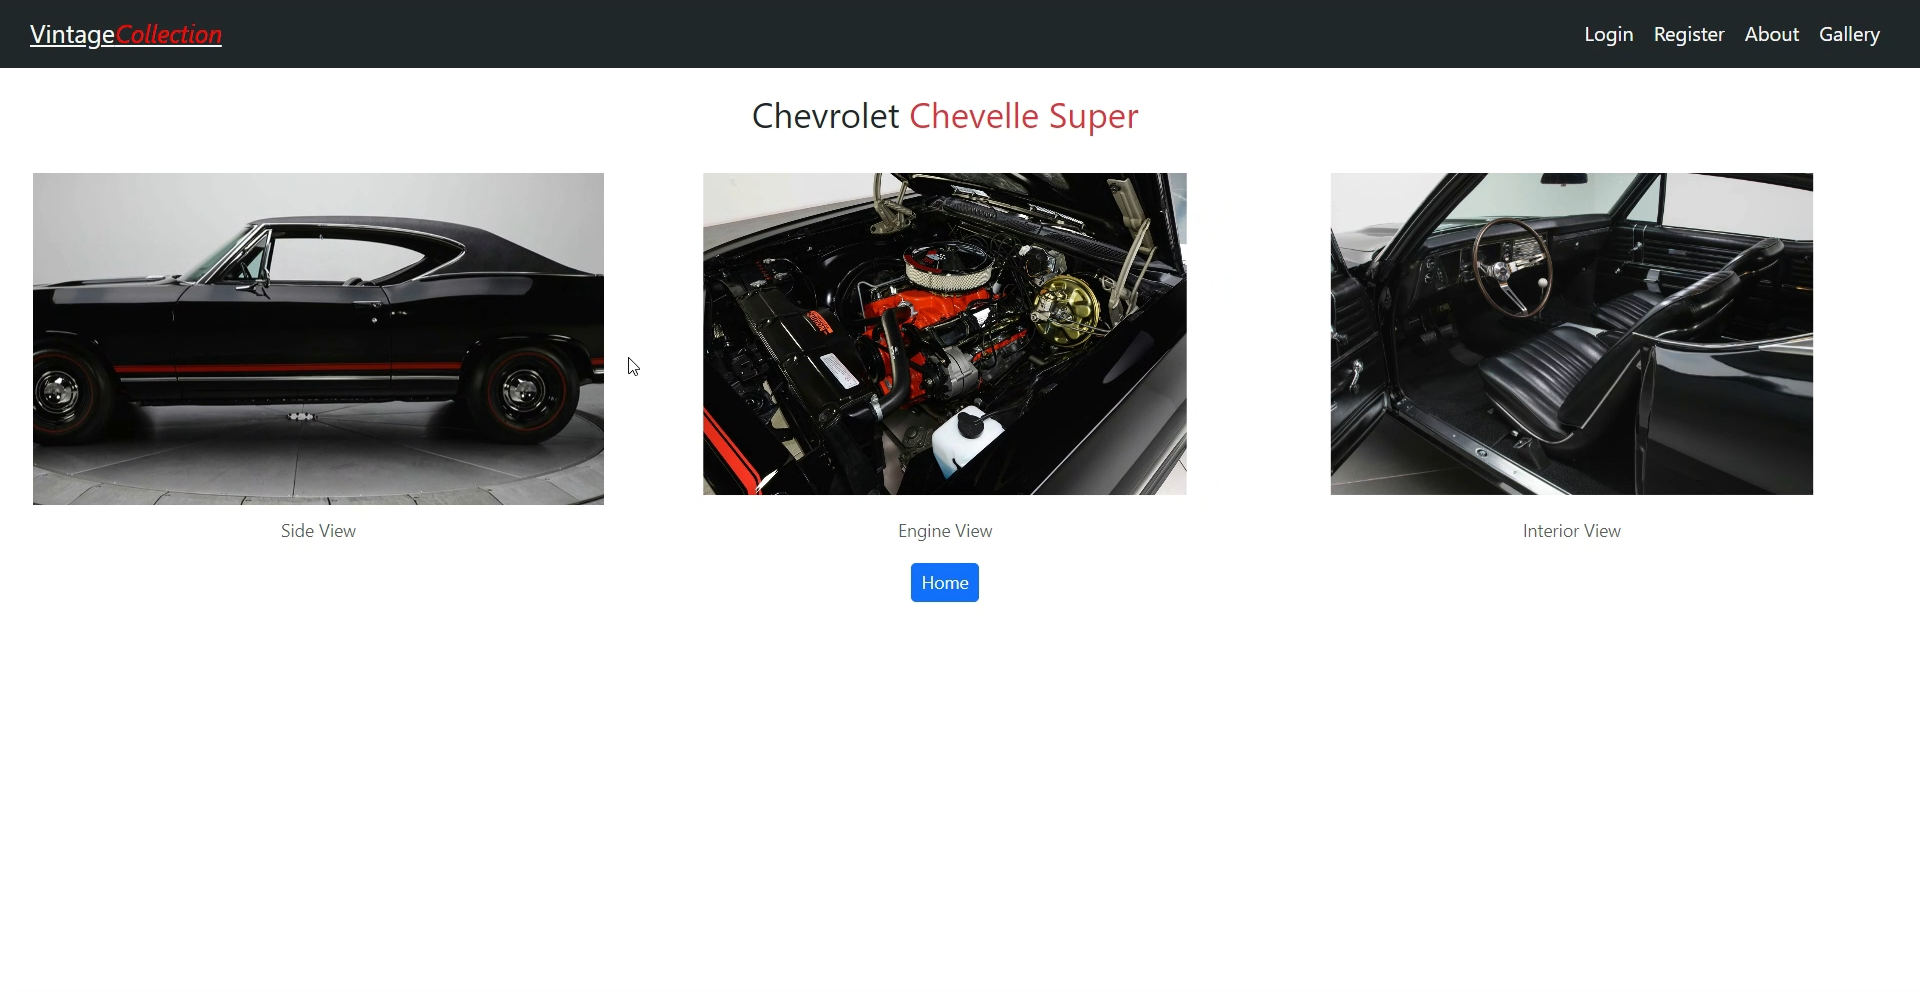 VintageCollection
Login Register About Gallery
Chevrolet Chevelle Super
Side View
Engine View
Interior View
Home